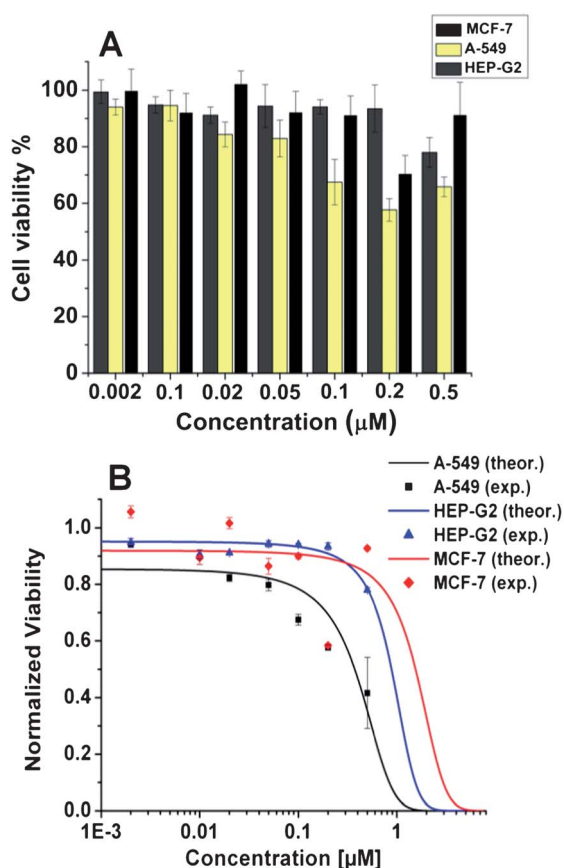 A
MCF-7
A-549
HEP-G2
100
80
60
40
20
0
Cell viability %
0.002 0.1 0.02 0.05 0.1 0.2 0.5
Concentration (µM)
B
A-549 (theor.)
A-549 (exp.)
HEP-G2 (theor.)
HEP-G2 (exp.)
MCF-7 (theor.)
MCF-7 (exp.)
1.0
0.8
0.6
0.4
0.2
0.0
Normalized Viability
1E-3 0.01 0.1 1
Concentration [µM]